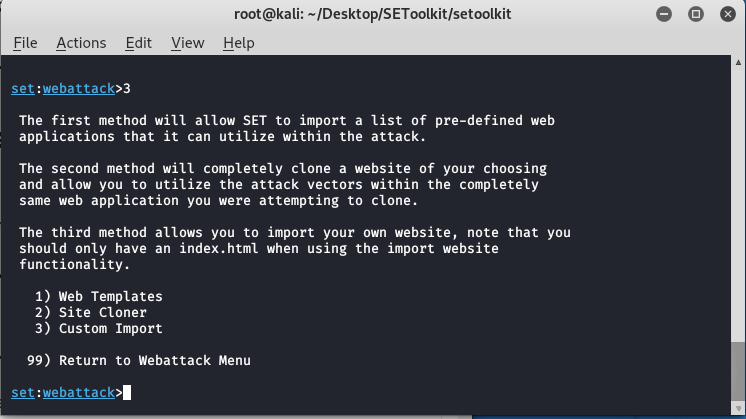 root@kali: ~/Desktop/SEToolkit/setoolkit
File Actions Edit View Help
set:webattack>3
The first method will allow SET to import a list of pre-defined web
applications that it can utilize within the attack.
The second method will completely clone a website of your choosing
and allow you to utilize the attack vectors within the completely
same web application you were attempting to clone.
The third method allows you to import your own website, note that you
should only have an index.html when using the import website
functionality.
1) Web Templates
2) Site Cloner
3) Custom Import
99) Return to Webattack Menu
set:webattack>